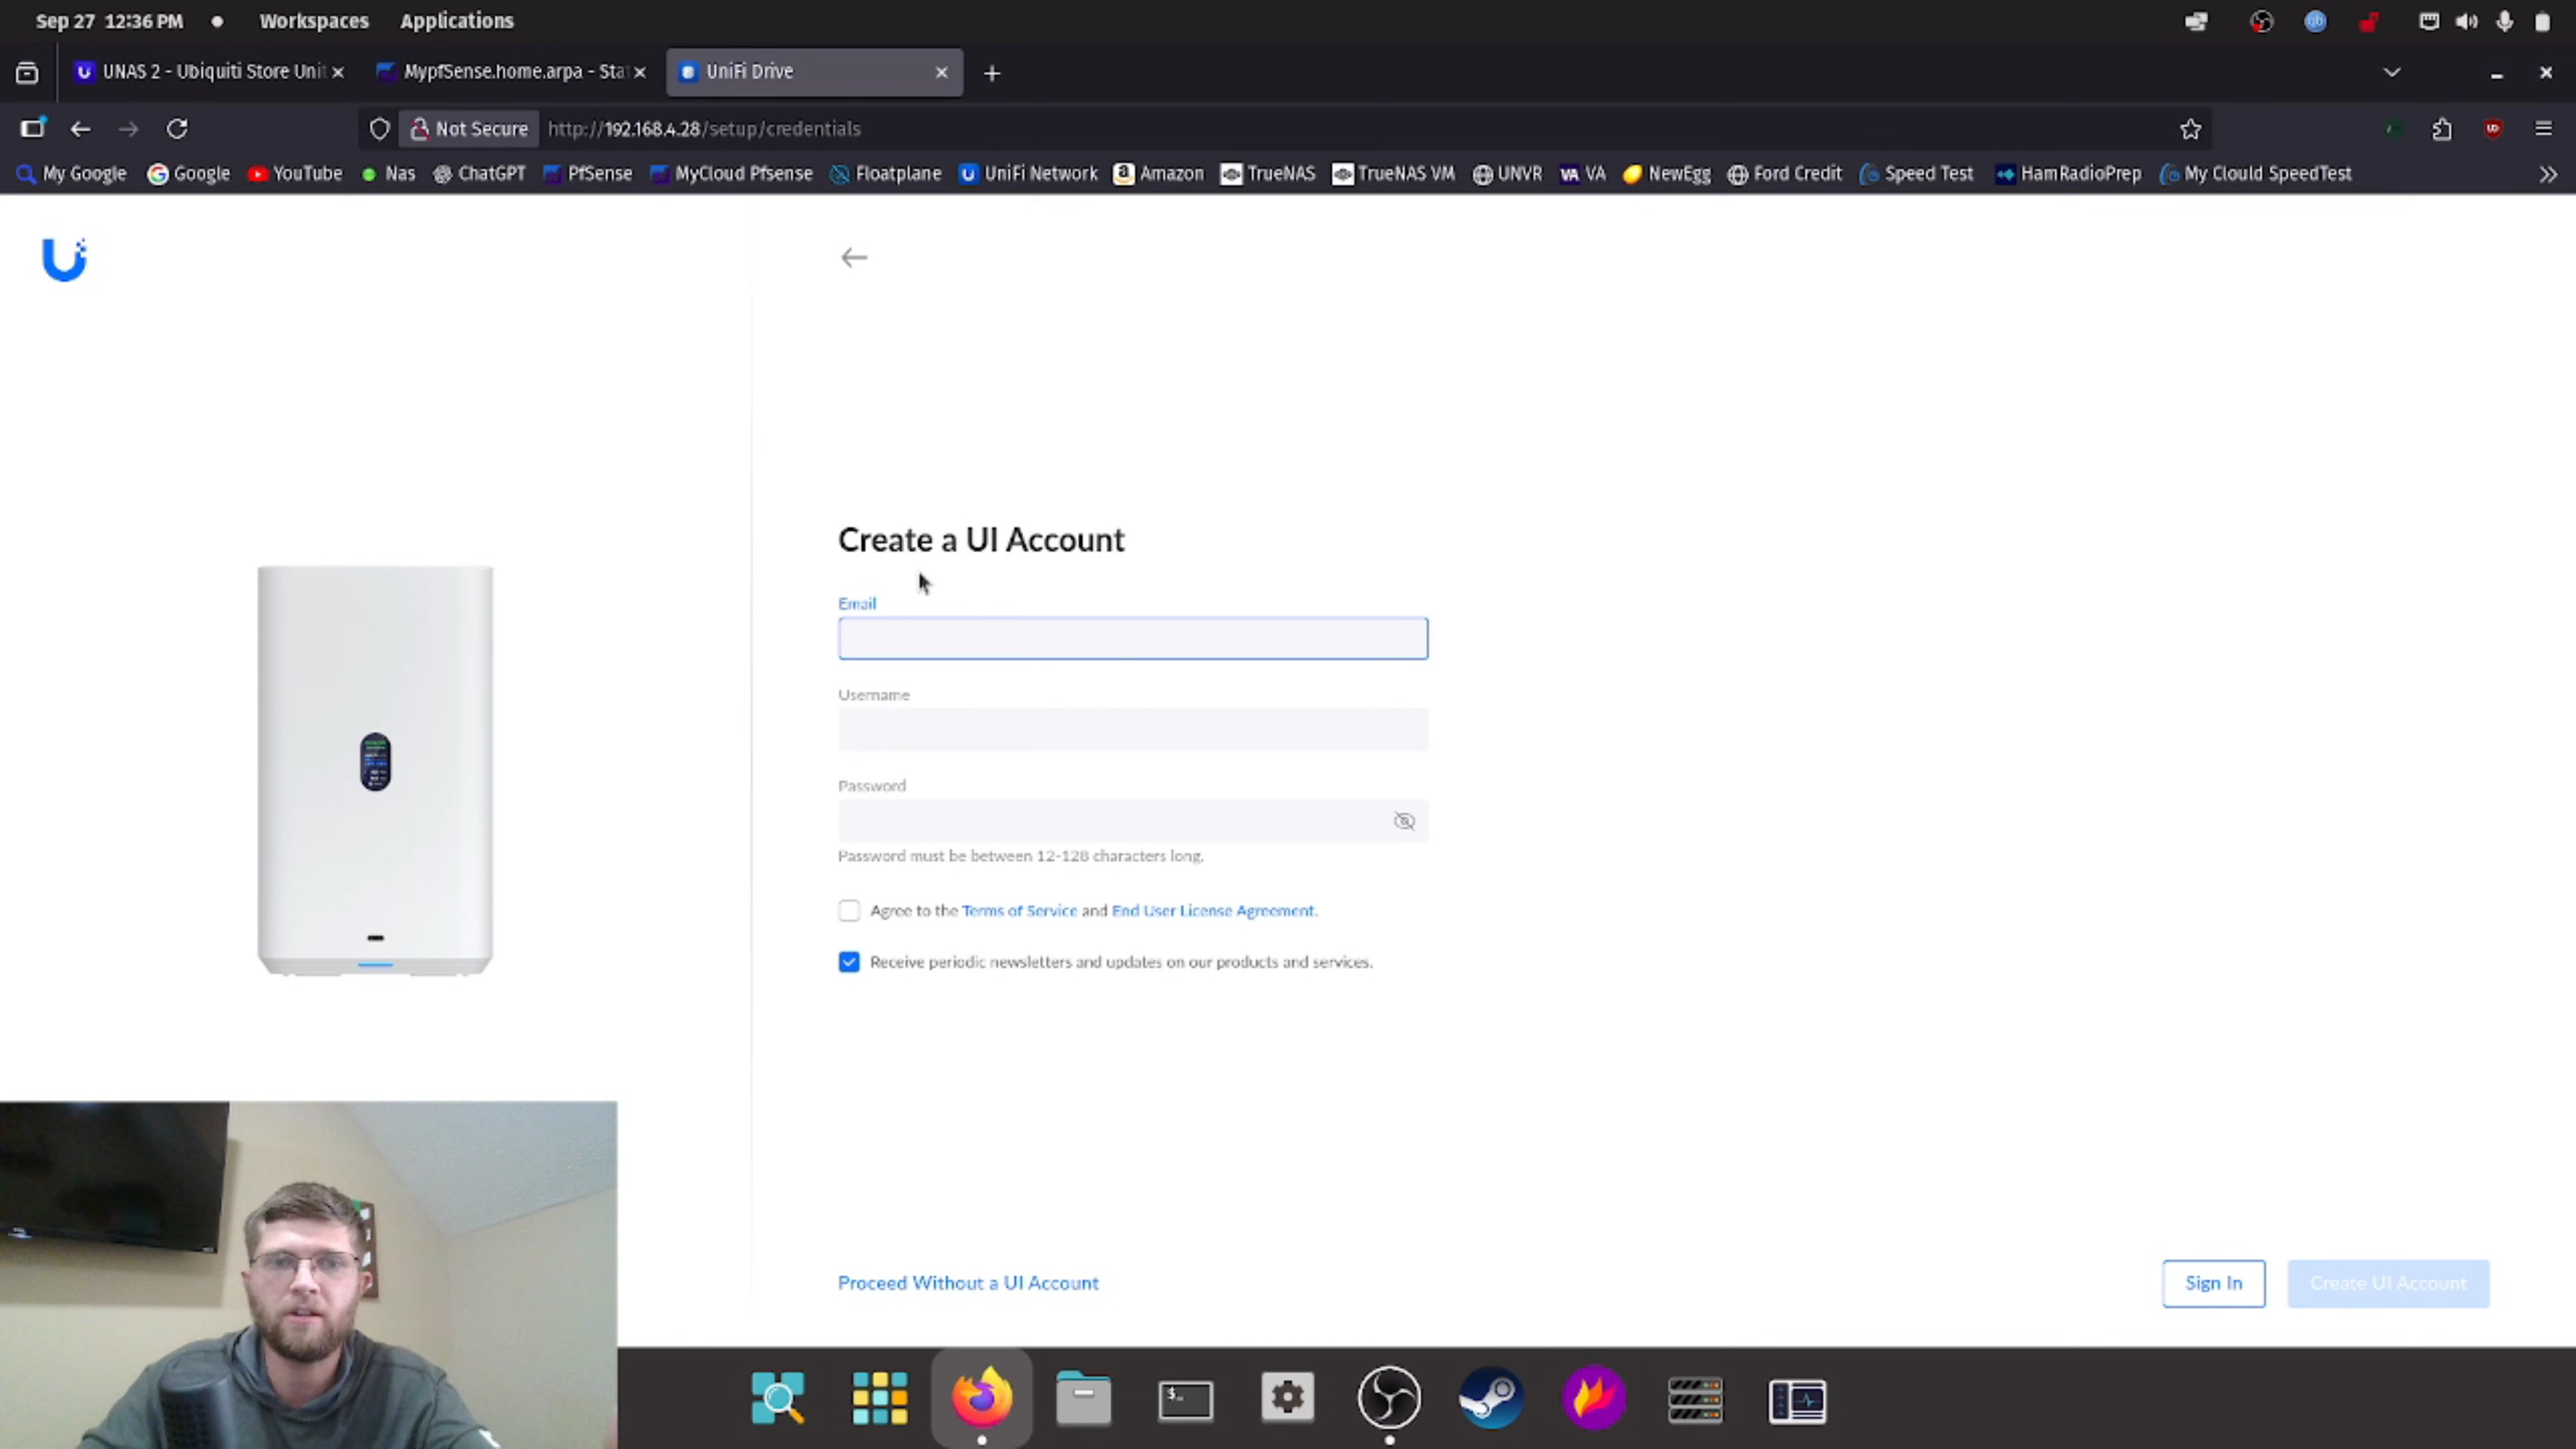 Sep 27 12:36 PM
Workspaces
Applications
UNAS 2 - Ubiquiti Store Unit
MypfSense.home.arpa - Stat
UniFi Drive
Not Secure
http://192.168.4.28/setup/credentials
My Google
Google
YouTube
Nas
ChatGPT
PfSense
MyCloud Pfsense
Floatplane
UniFi Network
Amazon
TrueNAS
TrueNAS VM
UNVR
VA
NewEgg
Ford Credit
Speed Test
HamRadioPrep
My Clould SpeedTest
Create a UI Account
Email
Username
Password
Password must be between 12-128 characters long.
Agree to the Terms of Service and End User License Agreement.
Receive periodic newsletters and updates on our products and services.
Proceed Without a UI Account
Sign In
Create UI Account